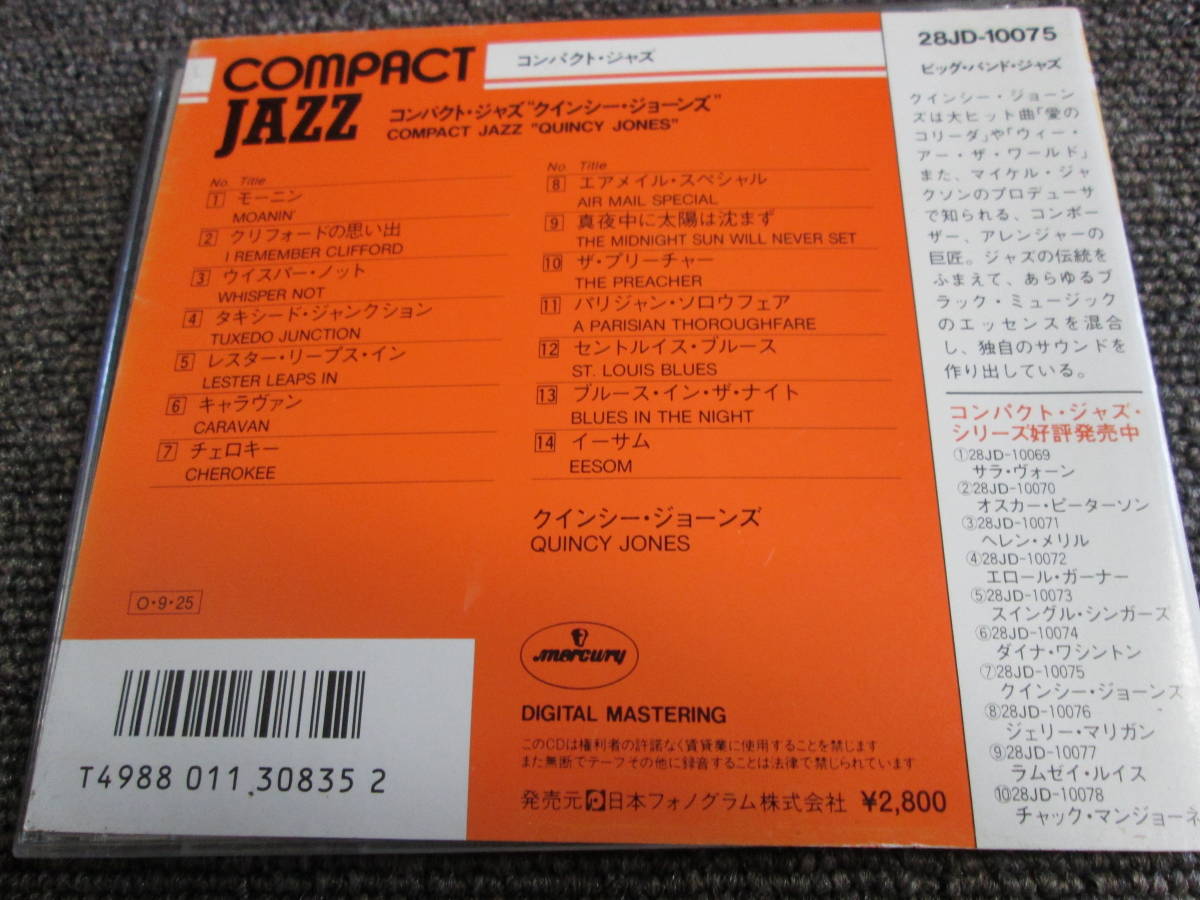 COMPACT
JAZZ
コンパクト・ジャズ
コンパクト・ジャズ"クインシー・ジョーンズ"
COMPACT JAZZ "QUINCY JONES"
No. Title
1 モーニン
MOANIN'
2 クリフォードの思い出
I REMEMBER CLIFFORD
3 ウイスパー・ノット
WHISPER NOT
4 タキシード・ジャンクション
TUXEDO JUNCTION
5 レスター・リープス・イン
LESTER LEAPS IN
6 キャラヴァン
CARAVAN
7 チェロキー
CHEROKEE
No. Title
8 エアメイル・スペシャル
AIR MAIL SPECIAL
9 真夜中に太陽は沈まず
THE MIDNIGHT SUN WILL NEVER SET
10 ザ・プリーチャー
THE PREACHER
11 パリジャン・ソロウフェア
A PARISIAN THOROUGHFARE
12 セントルイス・ブルース
ST. LOUIS BLUES
13 ブルース・イン・ザ・ナイト
BLUES IN THE NIGHT
14 イーサム
EESOM
クインシー・ジョーンズ
QUINCY JONES
O・9・25
mercury
DIGITAL MASTERING
このCDは権利者の許諾なく賃貸業に使用することを禁じます
また無断でテープその他に録音することは法律で禁じられています
発売元 日本フォノグラム株式会社 ¥2,800
T4988 011 30835 2
28JD-10075
ビッグ・バンド・ジャズ
クインシー・ジョーン
ズは大ヒット曲「愛の
コリーダ」や「ウィー・
アー・ザ・ワールド」
また、マイケル・ジャ
クソンのプロデューサ
で知られる、コンポー
ザー、アレンジャーの
巨匠。ジャズの伝統を
ふまえて、あらゆるブ
ラック・ミュージック
のエッセンスを混合
し、独自のサウンドを
作り出している。
コンパクト・ジャズ・
シリーズ好評発売中
①28JD-10069
サラ・ヴォーン
②28JD-10070
オスカー・ピーターソン
③28JD-10071
ヘレン・メリル
④28JD-10072
エロール・ガーナー
⑤28JD-10073
スイングル・シンガーズ
⑥28JD-10074
ダイナ・ワシントン
⑦28JD-10075
クインシー・ジョーンズ
⑧28JD-10076
ジェリー・マリガン
⑨28JD-10077
ラムゼイ・ルイス
⑩28JD-10078
チャック・マンジョーネ